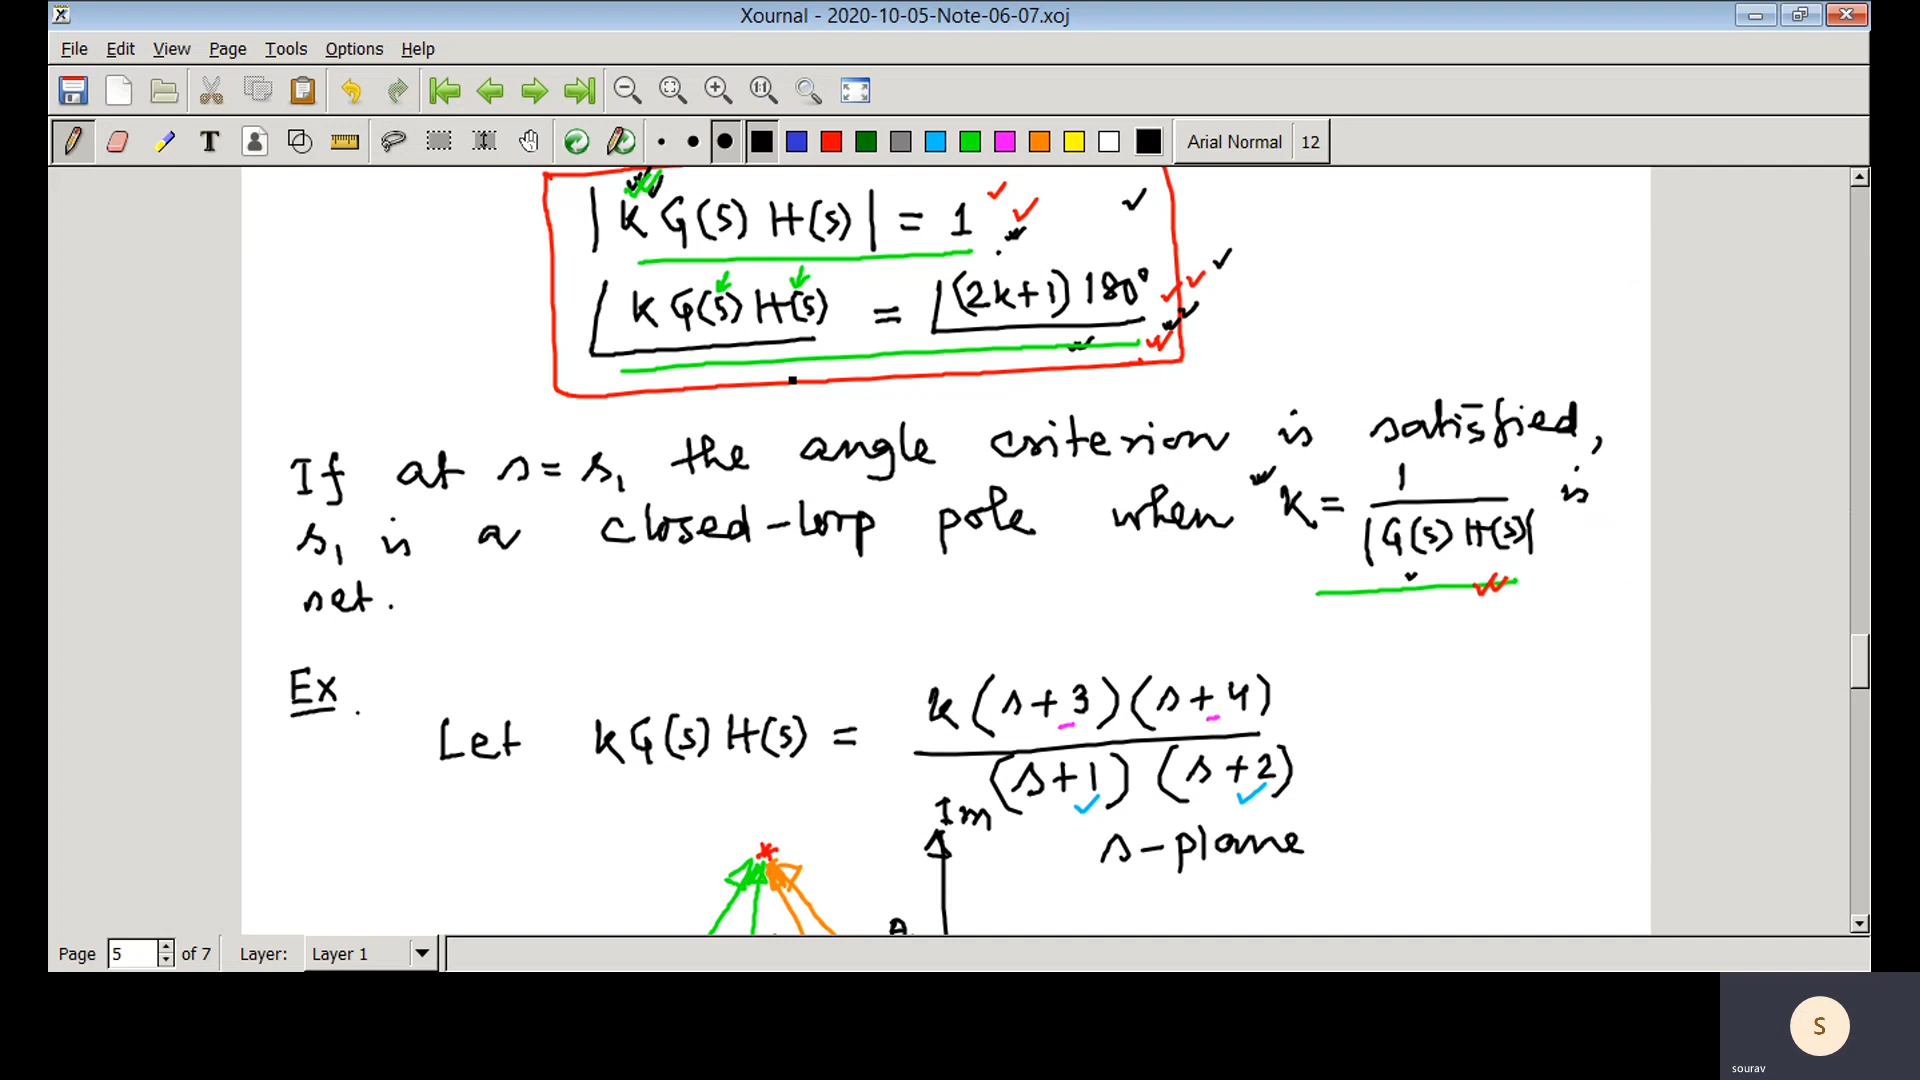 Xournal - 2020-10-05-Note-06-07.xoj
File Edit View Page Tools Options Help
Arial Normal 12
|K G(s) H(s)| = 1
∠K G(s) H(s) = ∠(2k+1) 180°
If at s = s₁ the angle criterion is satisfied,
s₁ is a closed-loop pole when K = 1/|G(s) H(s)| is
set.
Ex.
Let KG(s) H(s) = K(s+3)(s+4)/(s+1)(s+2)
Im
s-plane
Page 5 of 7 Layer: Layer 1
S
sourav